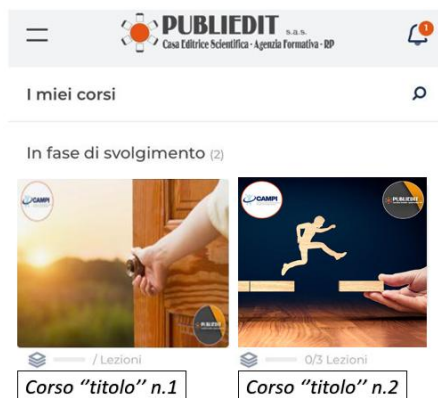 PUBLIEDIT s.a.s.
Casa Editrice Scientifica - Agenzia Formativa - RP
1
I miei corsi
In fase di svolgimento (2)
CAMPI
PUBLIEDIT
CAMPI
PUBLIEDIT
/ Lezioni
0/3 Lezioni
Corso ‘‘titolo’’ n.1
Corso ‘‘titolo’’ n.2